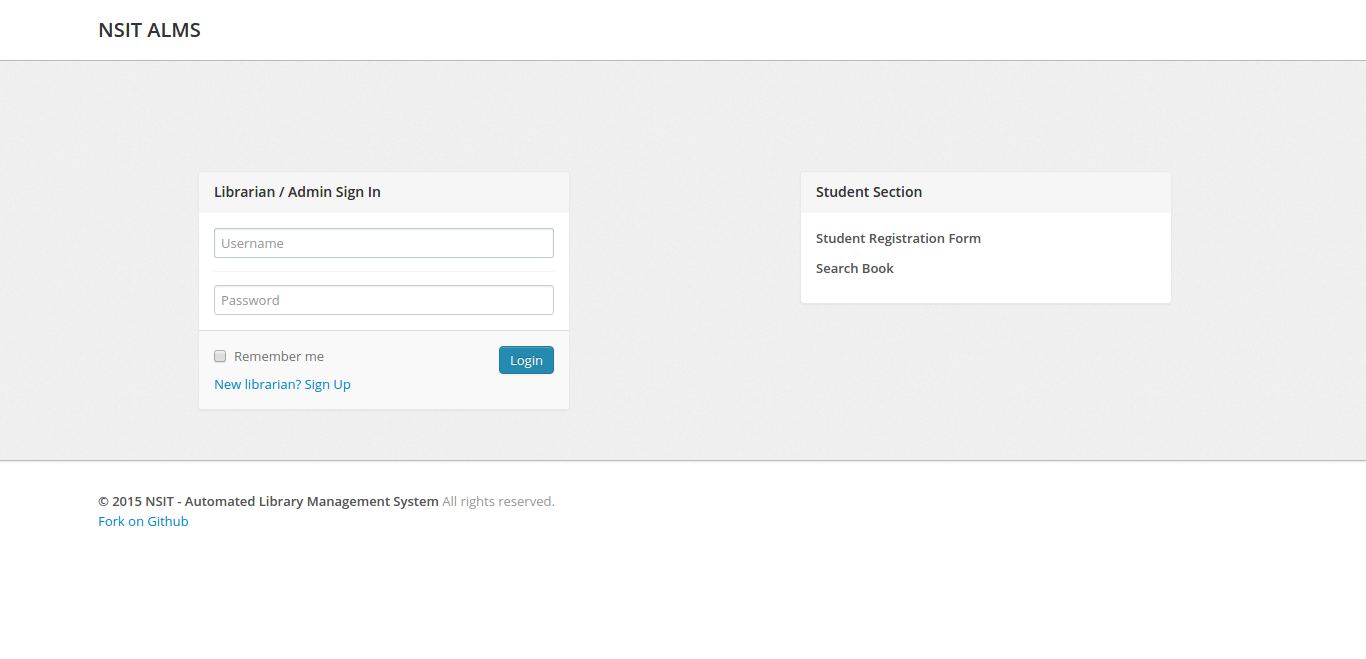 NSIT ALMS
Librarian / Admin Sign In
Username
Password
Remember me
Login
New librarian? Sign Up
Student Section
Student Registration Form
Search Book
© 2015 NSIT - Automated Library Management System All rights reserved.
Fork on Github